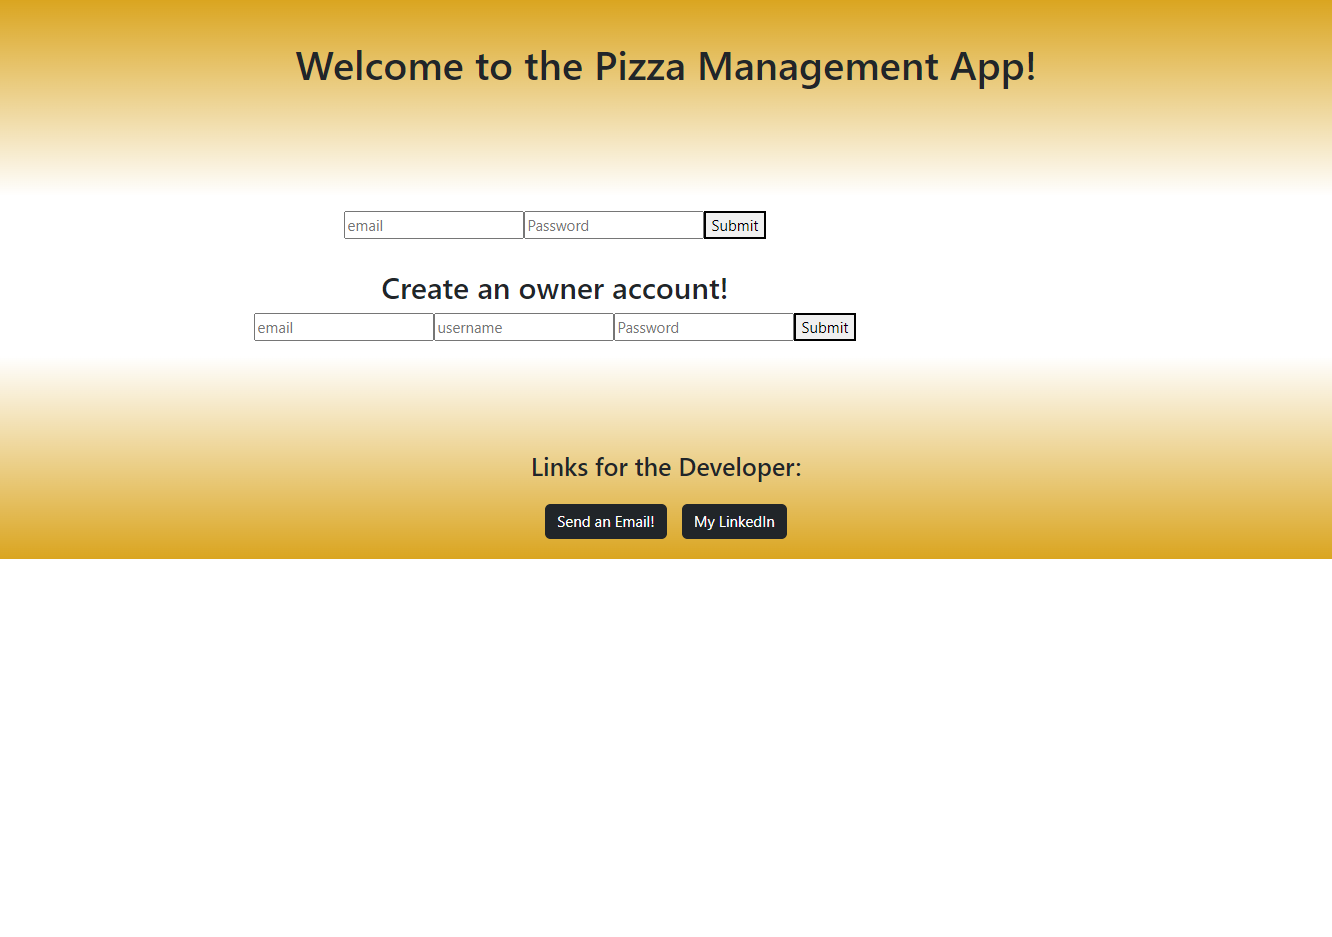 Welcome to the Pizza Management App!
email Password Submit
Create an owner account!
email username Password Submit
Links for the Developer:
Send an Email! My LinkedIn